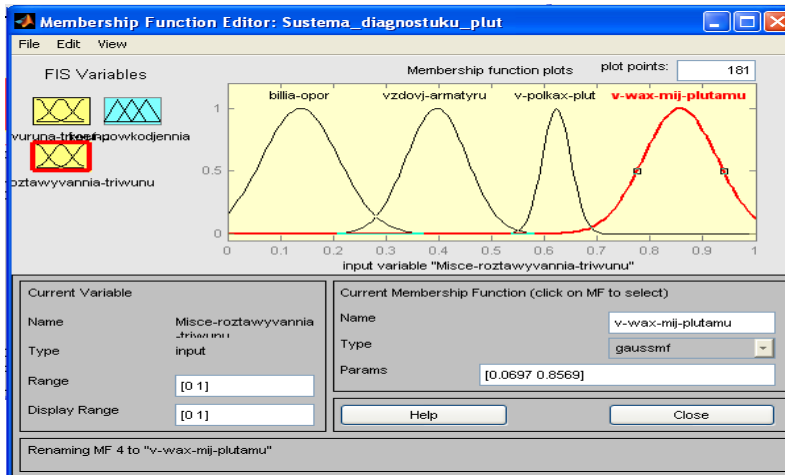 Membership Function Editor: Sustema_diagnostuku_plut
File Edit View
FIS Variables
Membership function plots
plot points:
181
billia-opor
vzdovj-armatyru
v-polkax-plut
v-wax-mij-plutamu
1
0.5
0
0 0.1 0.2 0.3 0.4 0.5 0.6 0.7 0.8 0.9 1
input variable "Misce-roztawyvannia-triwunu"
oztawyvannia-triwunu
Current Variable
Name
Misce-roztawyvannia
-triwunu
Type
input
Range
[0 1]
Display Range
[0 1]
Current Membership Function (click on MF to select)
Name
v-wax-mij-plutamu
Type
gaussmf
Params
[0.0697 0.8569]
Help
Close
Renaming MF 4 to "v-wax-mij-plutamu"